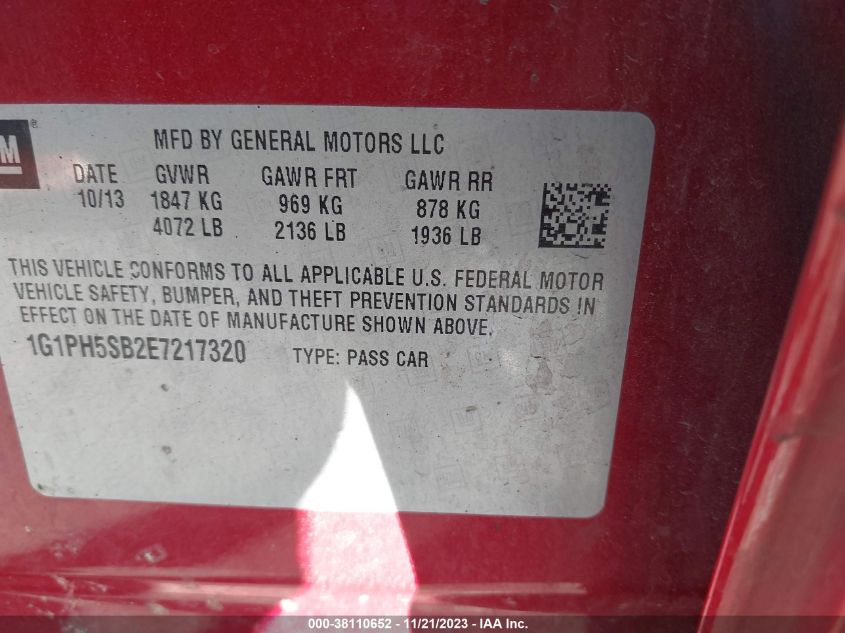 M ®
MFD BY GENERAL MOTORS LLC
DATE GVWR GAWR FRT GAWR RR
10/13 1847 KG 969 KG 878 KG
4072 LB 2136 LB 1936 LB
THIS VEHICLE CONFORMS TO ALL APPLICABLE U.S. FEDERAL MOTOR
VEHICLE SAFETY, BUMPER, AND THEFT PREVENTION STANDARDS IN
EFFECT ON THE DATE OF MANUFACTURE SHOWN ABOVE.
1G1PH5SB2E7217320 TYPE: PASS CAR
000-38110652 - 11/21/2023 - IAA Inc.